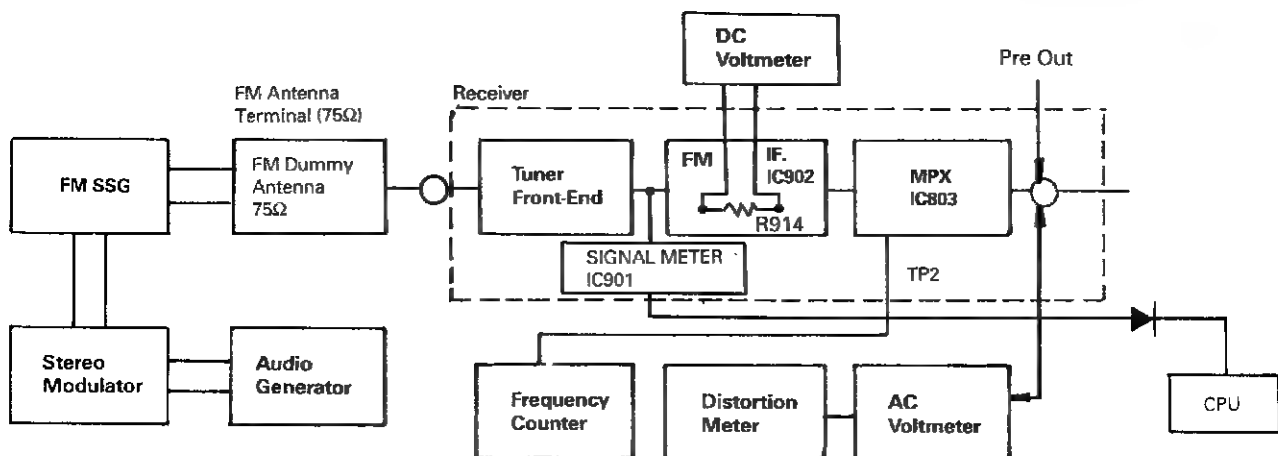 DC
Voltmeter
Pre Out
FM Antenna
Terminal (75Ω)
Receiver
FM SSG
FM Dummy
Antenna
75Ω
Tuner
Front-End
FM
IF.
IC902
R914
MPX
IC803
SIGNAL METER
IC901
TP2
Stereo
Modulator
Audio
Generator
Frequency
Counter
Distortion
Meter
AC
Voltmeter
CPU